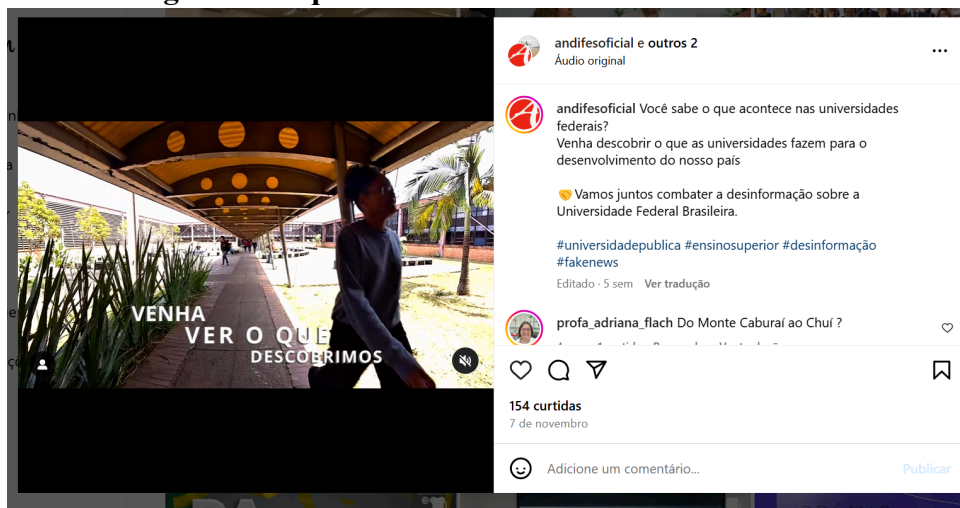 andifesoficial e outros 2
Áudio original
andifesoficial Você sabe o que acontece nas universidades
federais?
Venha descobrir o que as universidades fazem para o
desenvolvimento do nosso país
🤝Vamos juntos combater a desinformação sobre a
Universidade Federal Brasileira.
#universidadepublica #ensinosuperior #desinformação
#fakenews
Editado · 5 sem Ver tradução
profa_adriana_flach Do Monte Caburaí ao Chuí ?
VENHA
VER O QUE
DESCOBRIMOS
154 curtidas
7 de novembro
Adicione um comentário...
Publicar